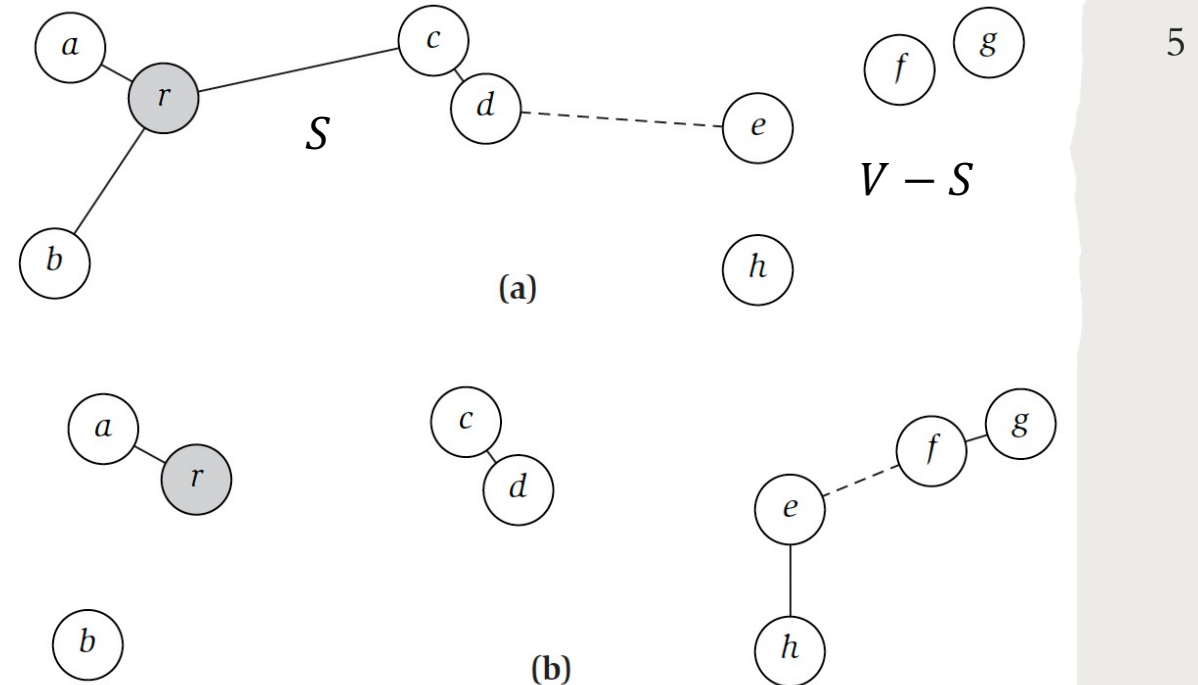 a r c d e f g 5
S
V − S
b h
(a)
a r c d e f g
b h
(b)